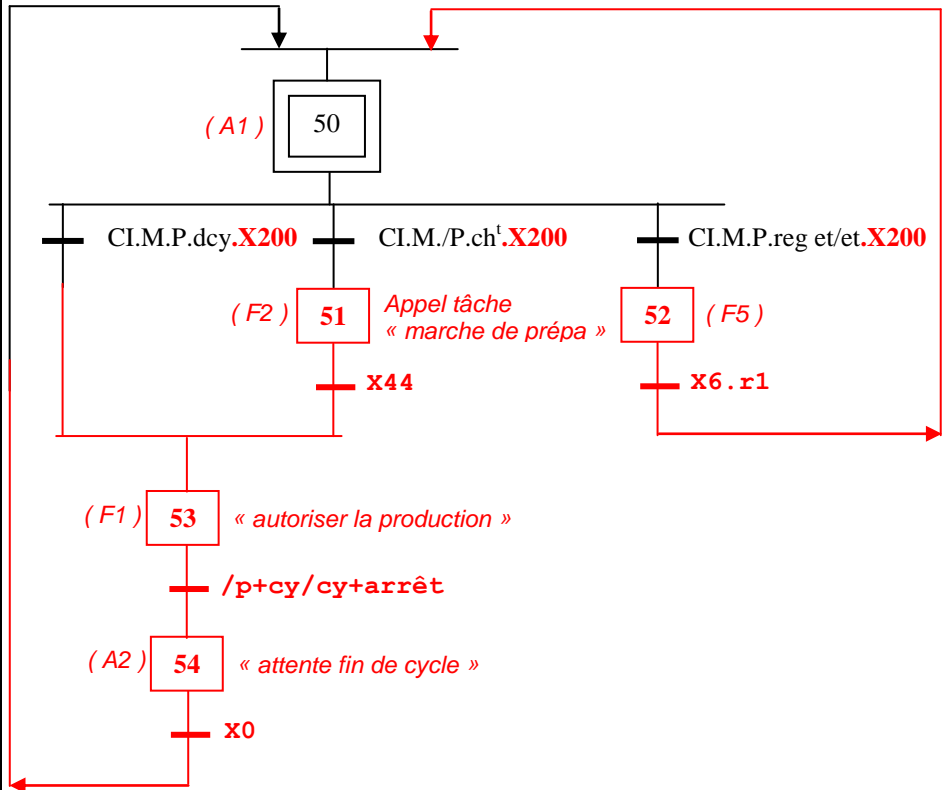 ( A1 ) 50
CI.M.P.dcy.X200 CI.M./P.chᵗ.X200 CI.M.P.reg et/et.X200
( F2 ) 51 Appel tâche 52 ( F5 )
« marche de prépa »
X44 X6.r1
( F1 ) 53 « autoriser la production »
/p+cy/cy+arrêt
( A2 ) 54 « attente fin de cycle »
X0